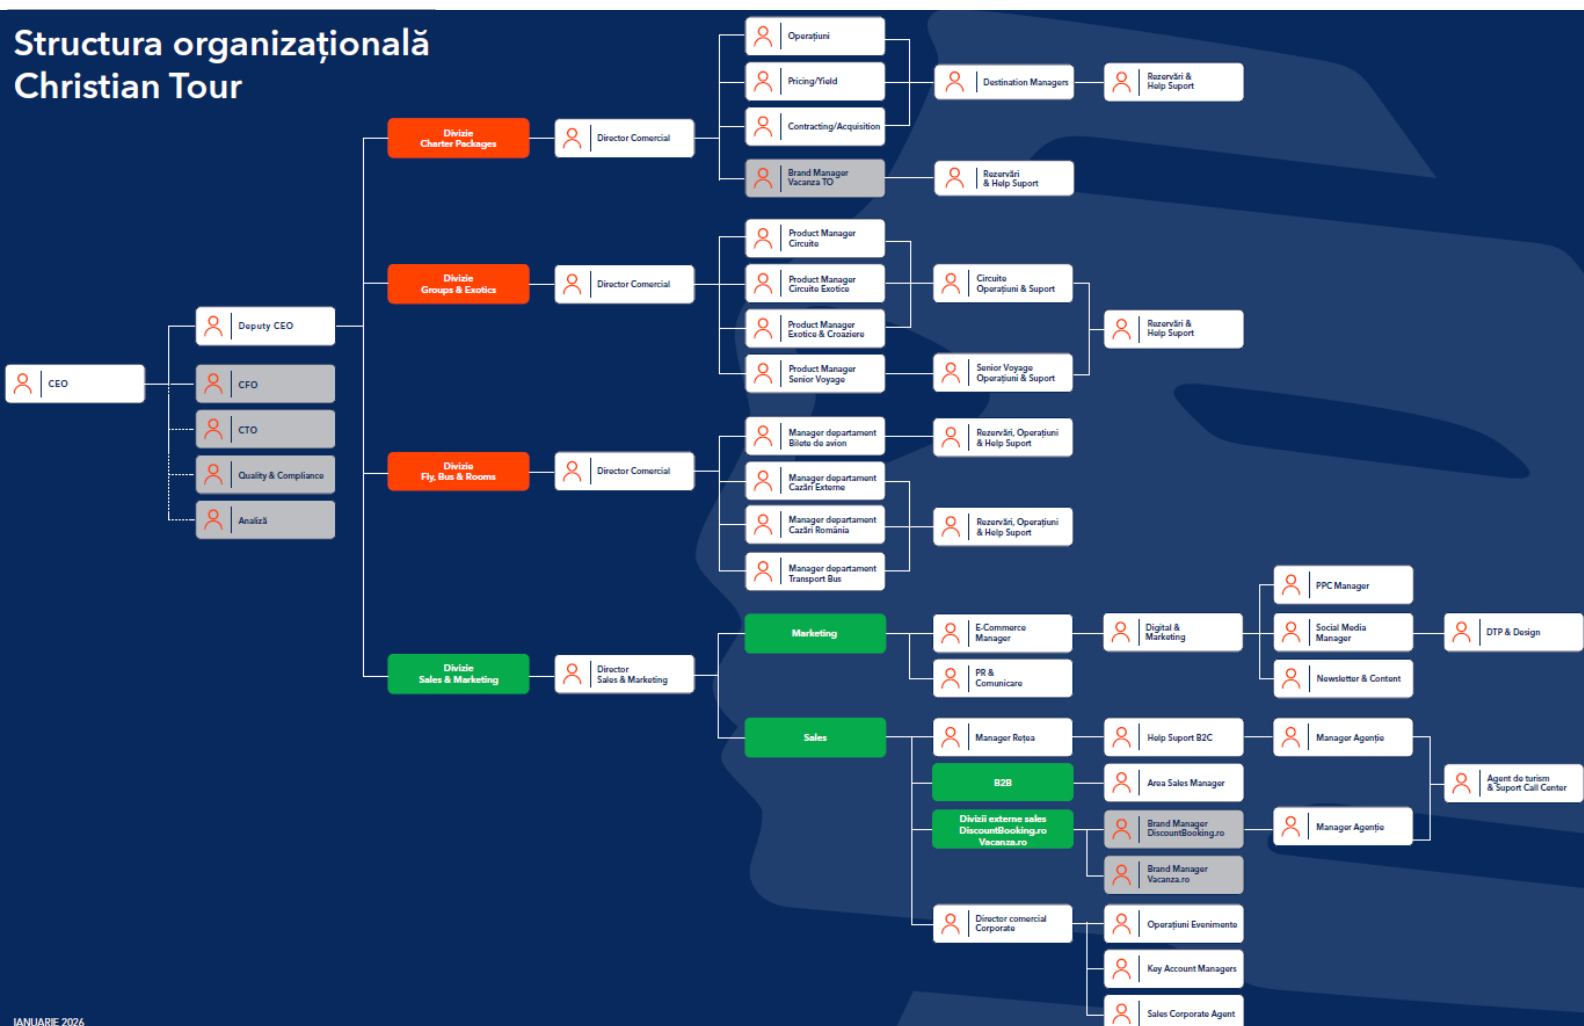 Structura organizațională
Christian Tour
CEO
Deputy CEO
CFO
CTO
Quality & Compliance
Analiză
Divizie
Charter Packages
Director Comercial
Operațiuni
Pricing/Yield
Contracting/Acquisition
Brand Manager
Vacanza TO
Destination Managers
Rezervări &
Help Suport
Rezervări
& Help Suport
Divizie
Groups & Exotics
Director Comercial
Product Manager
Circuite
Product Manager
Circuite Exotice
Product Manager
Exotice & Croaziere
Product Manager
Senior Voyage
Circuite
Operațiuni & Suport
Senior Voyage
Operațiuni & Suport
Rezervări &
Help Suport
Divizie
Fly, Bus & Rooms
Director Comercial
Manager departament
Bilete de avion
Manager departament
Cazări Externe
Manager departament
Cazări România
Manager departament
Transport Bus
Rezervări, Operațiuni
& Help Suport
Rezervări, Operațiuni
& Help Suport
Divizie
Sales & Marketing
Director
Sales & Marketing
Marketing
E-Commerce
Manager
PR &
Comunicare
Digital &
Marketing
PPC Manager
Social Media
Manager
Newsletter & Content
DTP & Design
Sales
Manager Rețea
Help Suport B2C
Manager Agenție
B2B
Area Sales Manager
Divizii externe sales
DiscountBooking.ro
Vacanza.ro
Brand Manager
DiscountBooking.ro
Manager Agenție
Agent de turism
& Suport Call Center
Brand Manager
Vacanza.ro
Director comercial
Corporate
Operațiuni Evenimente
Key Account Managers
Sales Corporate Agent
IANUARIE 2026